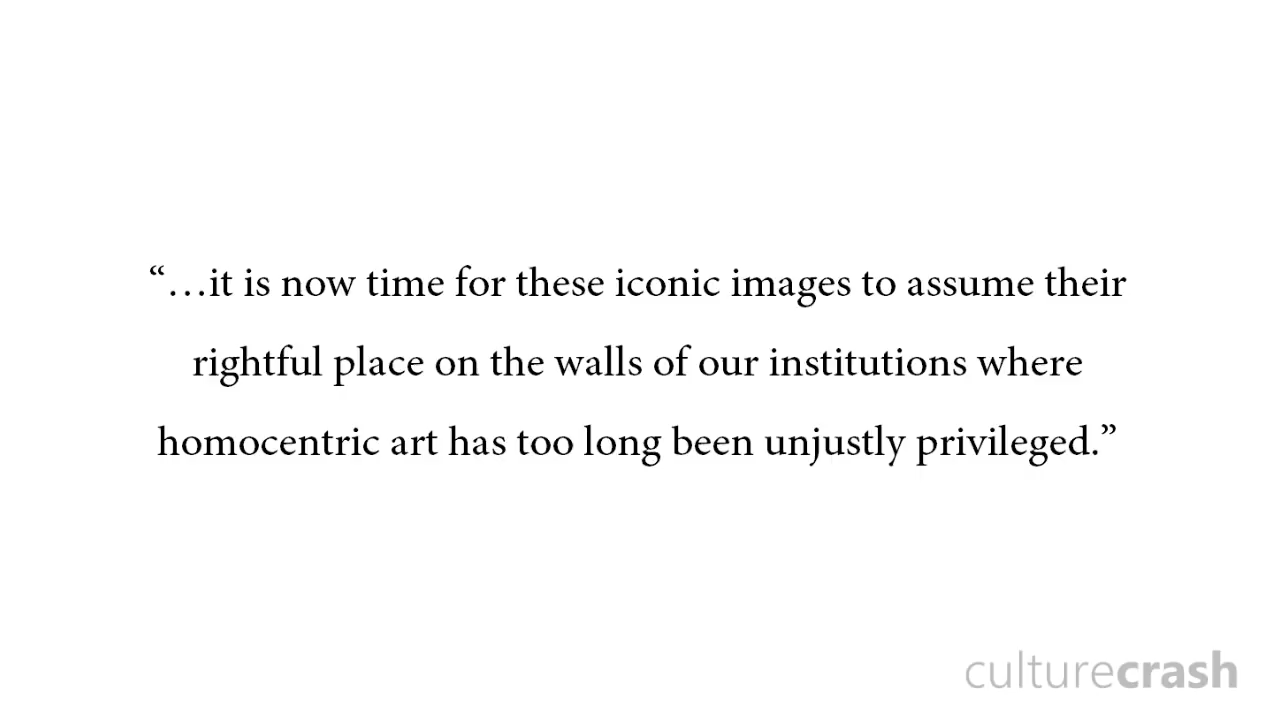 “…it is now time for these iconic images to assume their
rightful place on the walls of our institutions where
homocentric art has too long been unjustly privileged.”
culturecrash